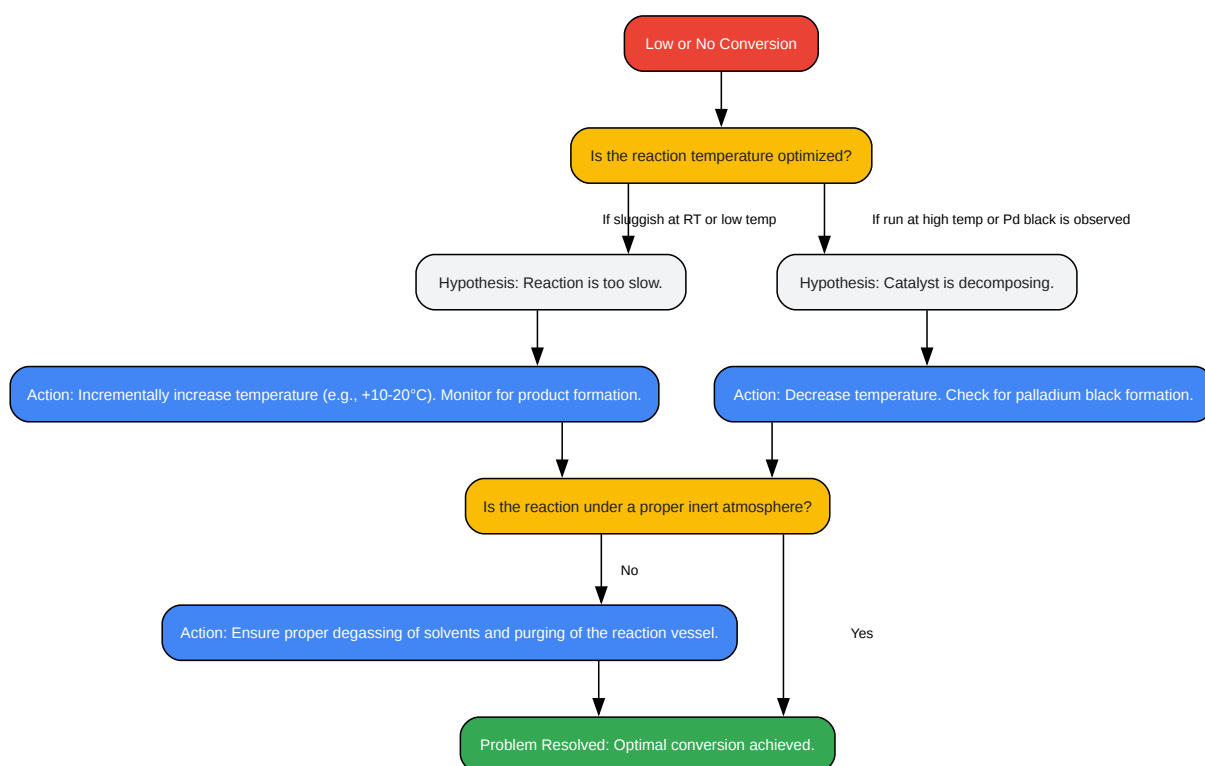 Low or No Conversion
Is the reaction temperature optimized?
If sluggish at RT or low temp
If run at high temp or Pd black is observed
Hypothesis: Reaction is too slow.
Hypothesis: Catalyst is decomposing.
Action: Incrementally increase temperature (e.g., +10-20°C). Monitor for product formation.
Action: Decrease temperature. Check for palladium black formation.
Is the reaction under a proper inert atmosphere?
No
Action: Ensure proper degassing of solvents and purging of the reaction vessel.
Yes
Problem Resolved: Optimal conversion achieved.